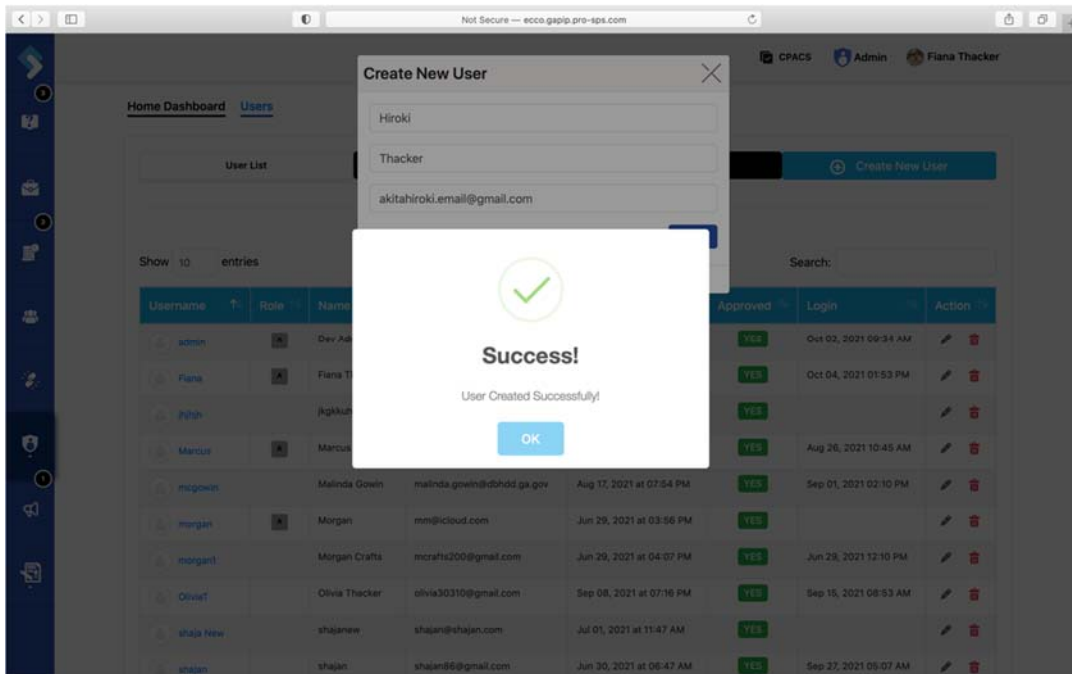 Not Secure — ecco.gapip.pro-sps.com
CPACS Admin Fiana Thacker
Create New User
3
Home Dashboard Users
Hiroki
User List
Thacker
Create New User
akitahiroki.email@gmail.com
Show 10 entries
Search:
Username Role Name Approved Login Action
admin A Dev YES Oct 02, 2021 09:34 AM
Fiana A Fiana YES Oct 04, 2021 01:53 PM
YES
Marcus A Marcus YES Aug 26, 2021 10:45 AM
Success!
User Created Successfully!
OK
1
mcgowin Malinda Gowin malinda.gowin@dbhdd.ga.gov Aug 17, 2021 at 07:54 PM YES Sep 01, 2021 02:10 PM
morgan A Morgan mm@icloud.com Jun 29, 2021 at 03:56 PM YES
morgan1 Morgan Crafts mcrafts200@gmail.com Jun 29, 2021 at 04:07 PM YES Jun 29, 2021 12:10 PM
OliviaT Olivia Thacker olivia30310@gmail.com Sep 08, 2021 at 07:16 PM YES Sep 15, 2021 08:53 AM
shaja New shajanew shajan@shajan.com Jul 01, 2021 at 11:47 AM YES
shajan shajan shajan86@gmail.com Jun 30, 2021 at 06:47 AM YES Sep 27, 2021 05:07 AM